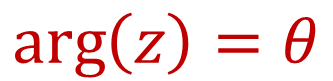 arg(z) = θ